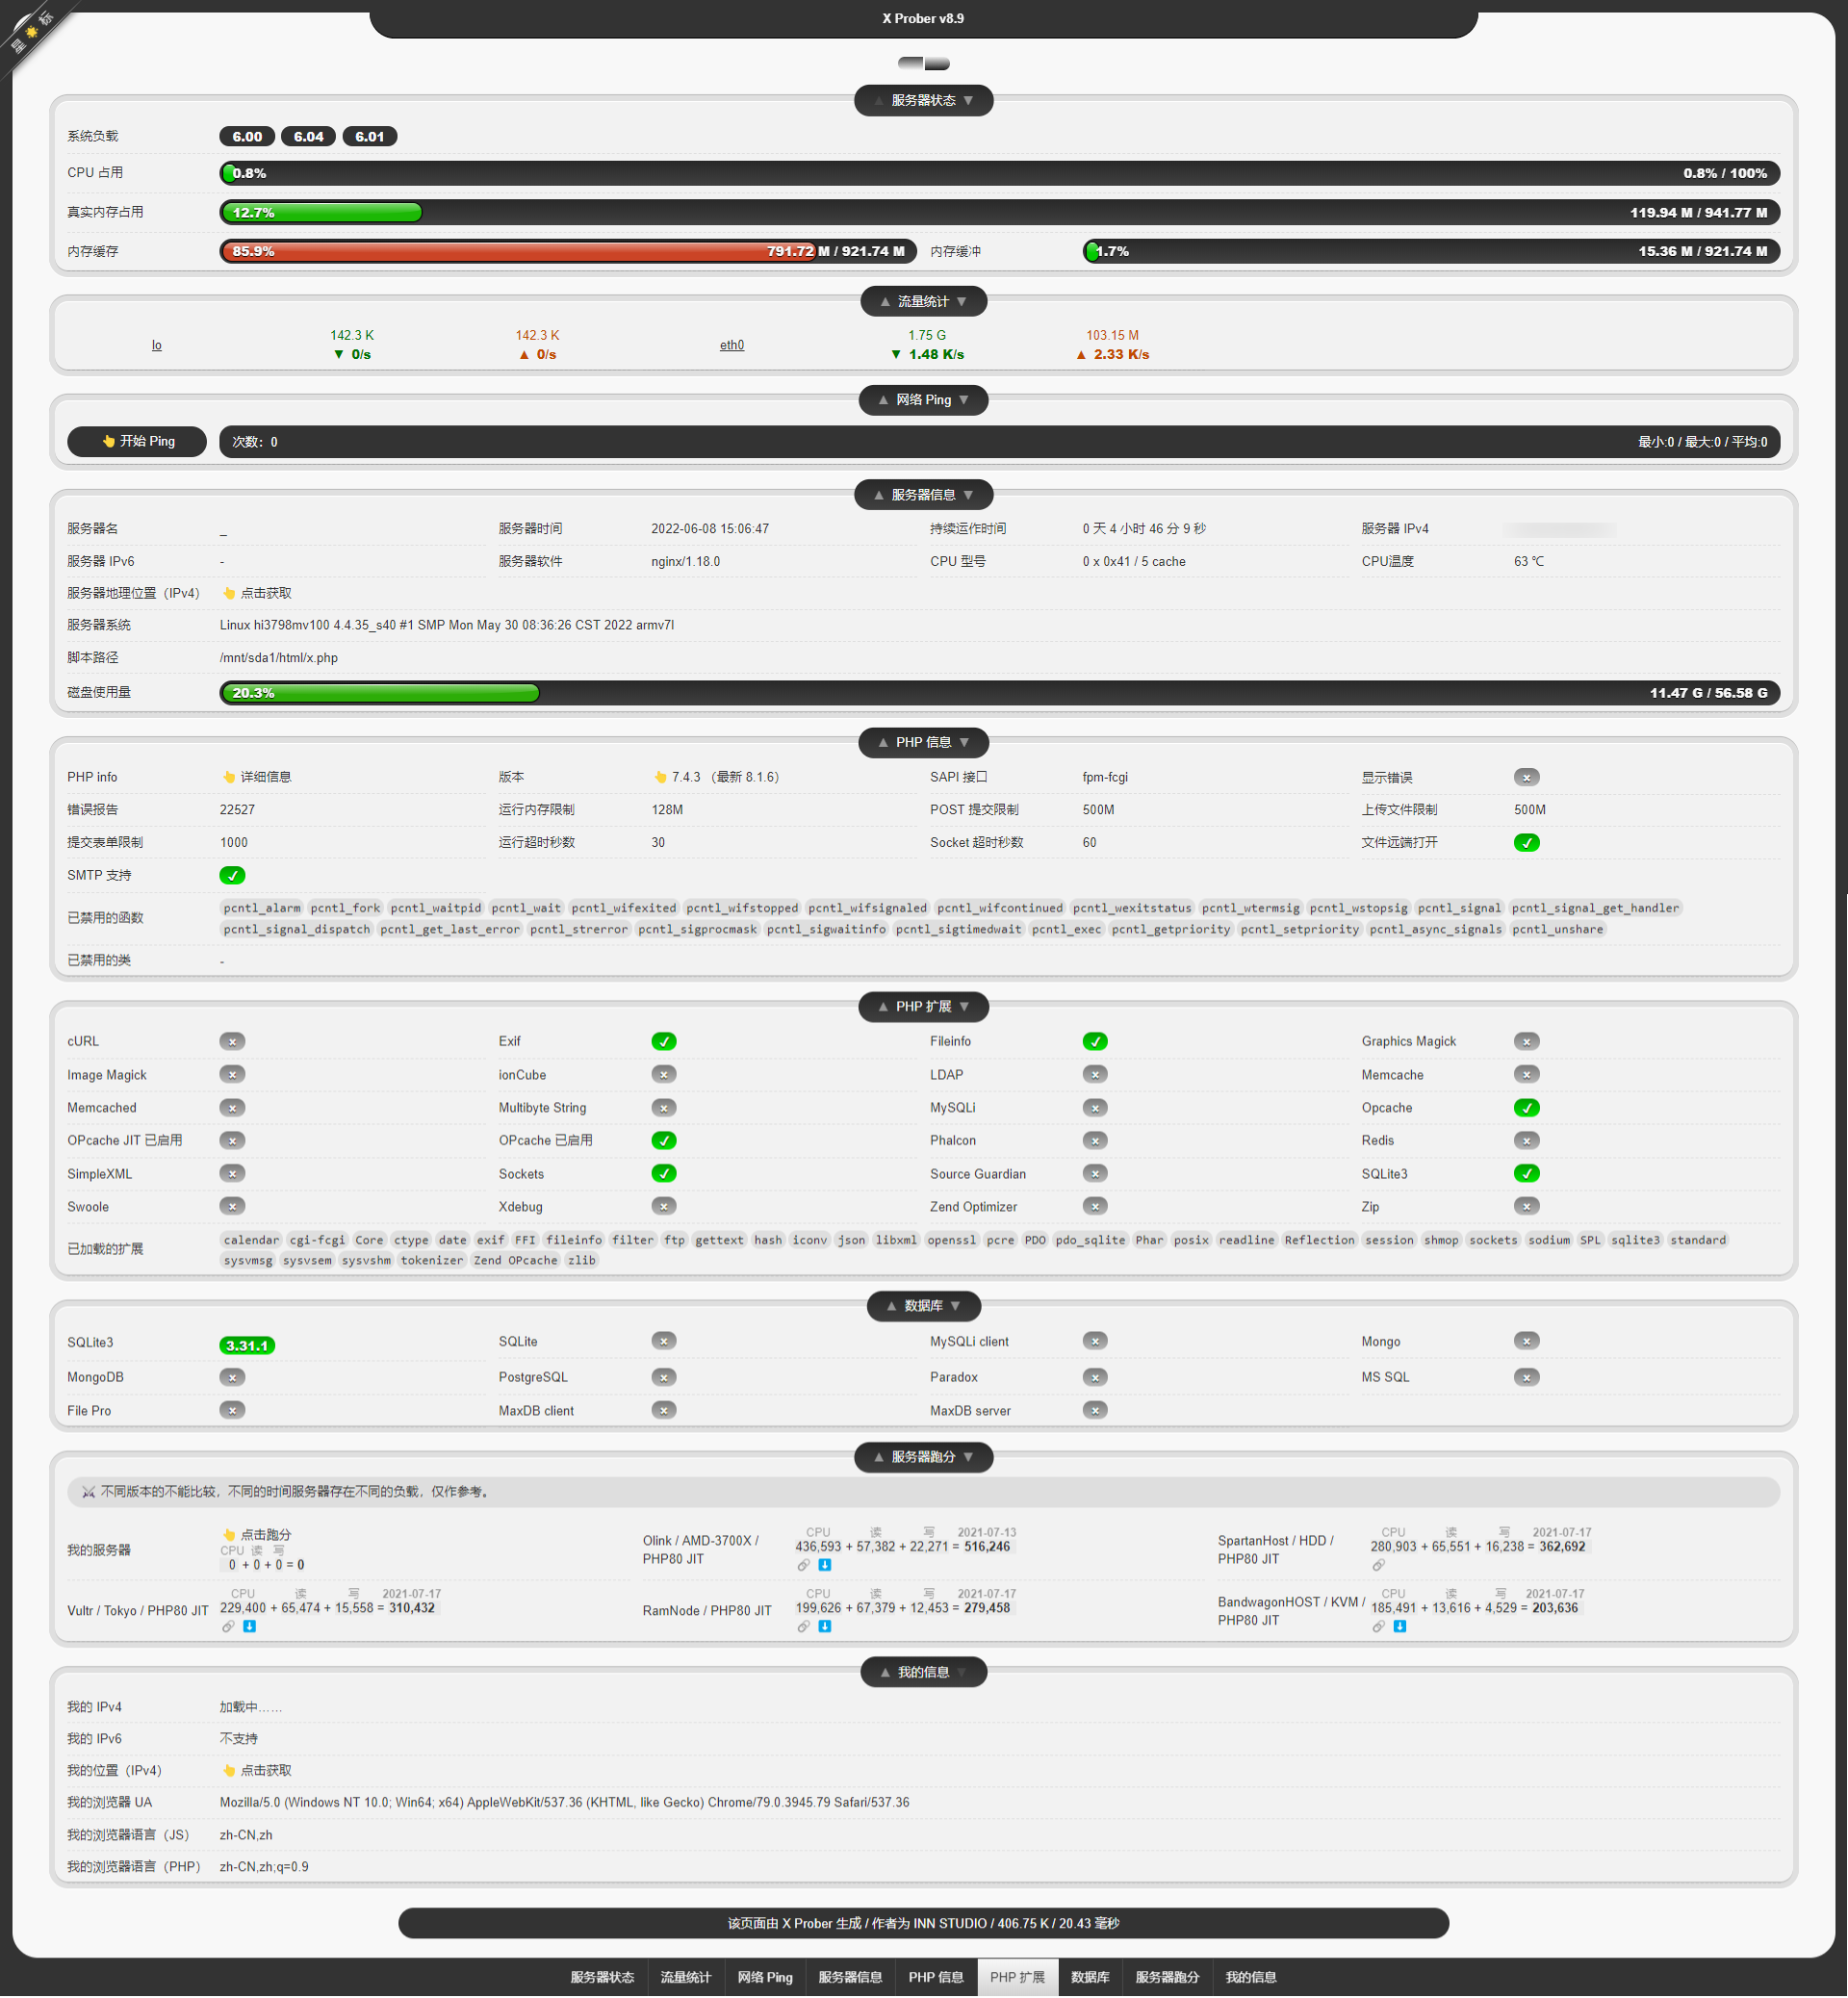 星 标
X Prober v8.9
▲ 服务器状态 ▼
系统负载 6.00 6.04 6.01
CPU 占用 0.8% 0.8% / 100%
真实内存占用 12.7% 119.94 M / 941.77 M
内存缓存 85.9% 791.72 M / 921.74 M 内存缓冲 1.7% 15.36 M / 921.74 M
▲ 流量统计 ▼
lo 142.3 K ▼ 0/s 142.3 K ▲ 0/s eth0 1.75 G ▼ 1.48 K/s 103.15 M ▲ 2.33 K/s
▲ 网络 Ping ▼
👆 开始 Ping 次数：0 最小:0 / 最大:0 / 平均:0
▲ 服务器信息 ▼
服务器名 _ 服务器时间 2022-06-08 15:06:47 持续运作时间 0 天 4 小时 46 分 9 秒 服务器 IPv4
服务器 IPv6 - 服务器软件 nginx/1.18.0 CPU 型号 0 x 0x41 / 5 cache CPU温度 63 ℃
服务器地理位置（IPv4） 👆 点击获取
服务器系统 Linux hi3798mv100 4.4.35_s40 #1 SMP Mon May 30 08:36:26 CST 2022 armv7l
脚本路径 /mnt/sda1/html/x.php
磁盘使用量 20.3% 11.47 G / 56.58 G
▲ PHP 信息 ▼
PHP info 👆 详细信息 版本 👆 7.4.3 （最新 8.1.6） SAPI 接口 fpm-fcgi 显示错误 ×
错误报告 22527 运行内存限制 128M POST 提交限制 500M 上传文件限制 500M
提交表单限制 1000 运行超时秒数 30 Socket 超时秒数 60 文件远端打开 ✓
SMTP 支持 ✓
已禁用的函数 pcntl_alarm pcntl_fork pcntl_waitpid pcntl_wait pcntl_wifexited pcntl_wifstopped pcntl_wifsignaled pcntl_wifcontinued pcntl_wexitstatus pcntl_wtermsig pcntl_wstopsig pcntl_signal pcntl_signal_get_handler
pcntl_signal_dispatch pcntl_get_last_error pcntl_strerror pcntl_sigprocmask pcntl_sigwaitinfo pcntl_sigtimedwait pcntl_exec pcntl_getpriority pcntl_setpriority pcntl_async_signals pcntl_unshare
已禁用的类 -
▲ PHP 扩展 ▼
cURL × Exif ✓ Fileinfo ✓ Graphics Magick ×
Image Magick × ionCube × LDAP × Memcache ×
Memcached × Multibyte String × MySQLi × Opcache ✓
OPcache JIT 已启用 × OPcache 已启用 ✓ Phalcon × Redis ×
SimpleXML × Sockets ✓ Source Guardian × SQLite3 ✓
Swoole × Xdebug × Zend Optimizer × Zip ×
已加载的扩展 calendar cgi-fcgi Core ctype date exif FFI fileinfo filter ftp gettext hash iconv json libxml openssl pcre PDO pdo_sqlite Phar posix readline Reflection session shmop sockets sodium SPL sqlite3 standard
sysvmsg sysvsem sysvshm tokenizer Zend OPcache zlib
▲ 数据库 ▼
SQLite3 3.31.1 SQLite × MySQLi client × Mongo ×
MongoDB × PostgreSQL × Paradox × MS SQL ×
File Pro × MaxDB client × MaxDB server ×
▲ 服务器跑分 ▼
⚔ 不同版本的不能比较，不同的时间服务器存在不同的负载，仅作参考。
我的服务器 👆 点击跑分
CPU 读 写
0 + 0 + 0 = 0
Olink / AMD-3700X / PHP80 JIT
CPU 读 写 2021-07-13
436,593 + 57,382 + 22,271 = 516,246
SpartanHost / HDD / PHP80 JIT
CPU 读 写 2021-07-17
280,903 + 65,551 + 16,238 = 362,692
Vultr / Tokyo / PHP80 JIT
CPU 读 写 2021-07-17
229,400 + 65,474 + 15,558 = 310,432
RamNode / PHP80 JIT
CPU 读 写 2021-07-17
199,626 + 67,379 + 12,453 = 279,458
BandwagonHOST / KVM / PHP80 JIT
CPU 读 写 2021-07-17
185,491 + 13,616 + 4,529 = 203,636
▲ 我的信息 ▼
我的 IPv4 加载中……
我的 IPv6 不支持
我的位置（IPv4） 👆 点击获取
我的浏览器 UA Mozilla/5.0 (Windows NT 10.0; Win64; x64) AppleWebKit/537.36 (KHTML, like Gecko) Chrome/79.0.3945.79 Safari/537.36
我的浏览器语言（JS） zh-CN,zh
我的浏览器语言（PHP） zh-CN,zh;q=0.9
该页面由 X Prober 生成 / 作者为 INN STUDIO / 406.75 K / 20.43 毫秒
服务器状态 流量统计 网络 Ping 服务器信息 PHP 信息 PHP 扩展 数据库 服务器跑分 我的信息